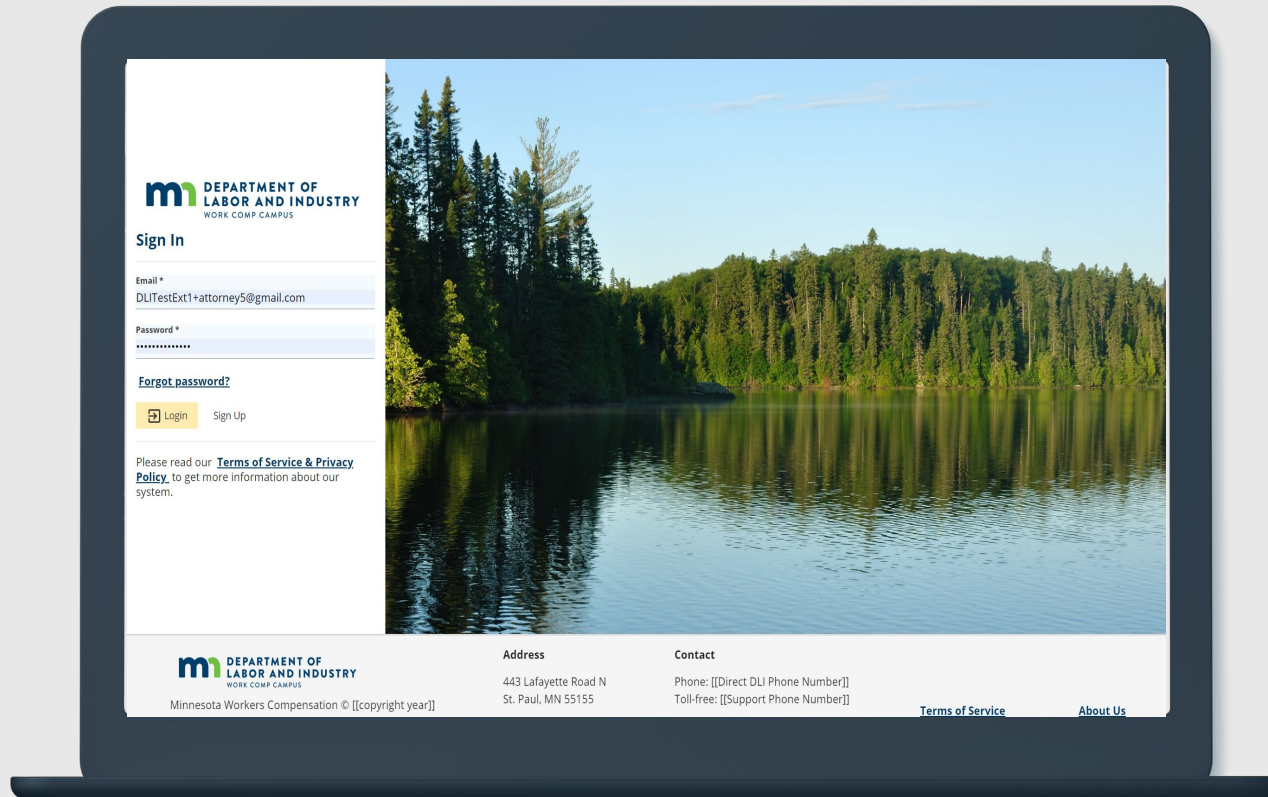 mn DEPARTMENT OF
LABOR AND INDUSTRY
WORK COMP CAMPUS
Sign In
Email *
DLITestExt1+attorney5@gmail.com
Password *
••••••••••••••
Forgot password?
Login Sign Up
Please read our Terms of Service & Privacy
Policy to get more information about our
system.
mn DEPARTMENT OF
LABOR AND INDUSTRY
WORK COMP CAMPUS
Minnesota Workers Compensation © [[copyright year]]
Address
443 Lafayette Road N
St. Paul, MN 55155
Contact
Phone: [[Direct DLI Phone Number]]
Toll-free: [[Support Phone Number]]
Terms of Service
About Us